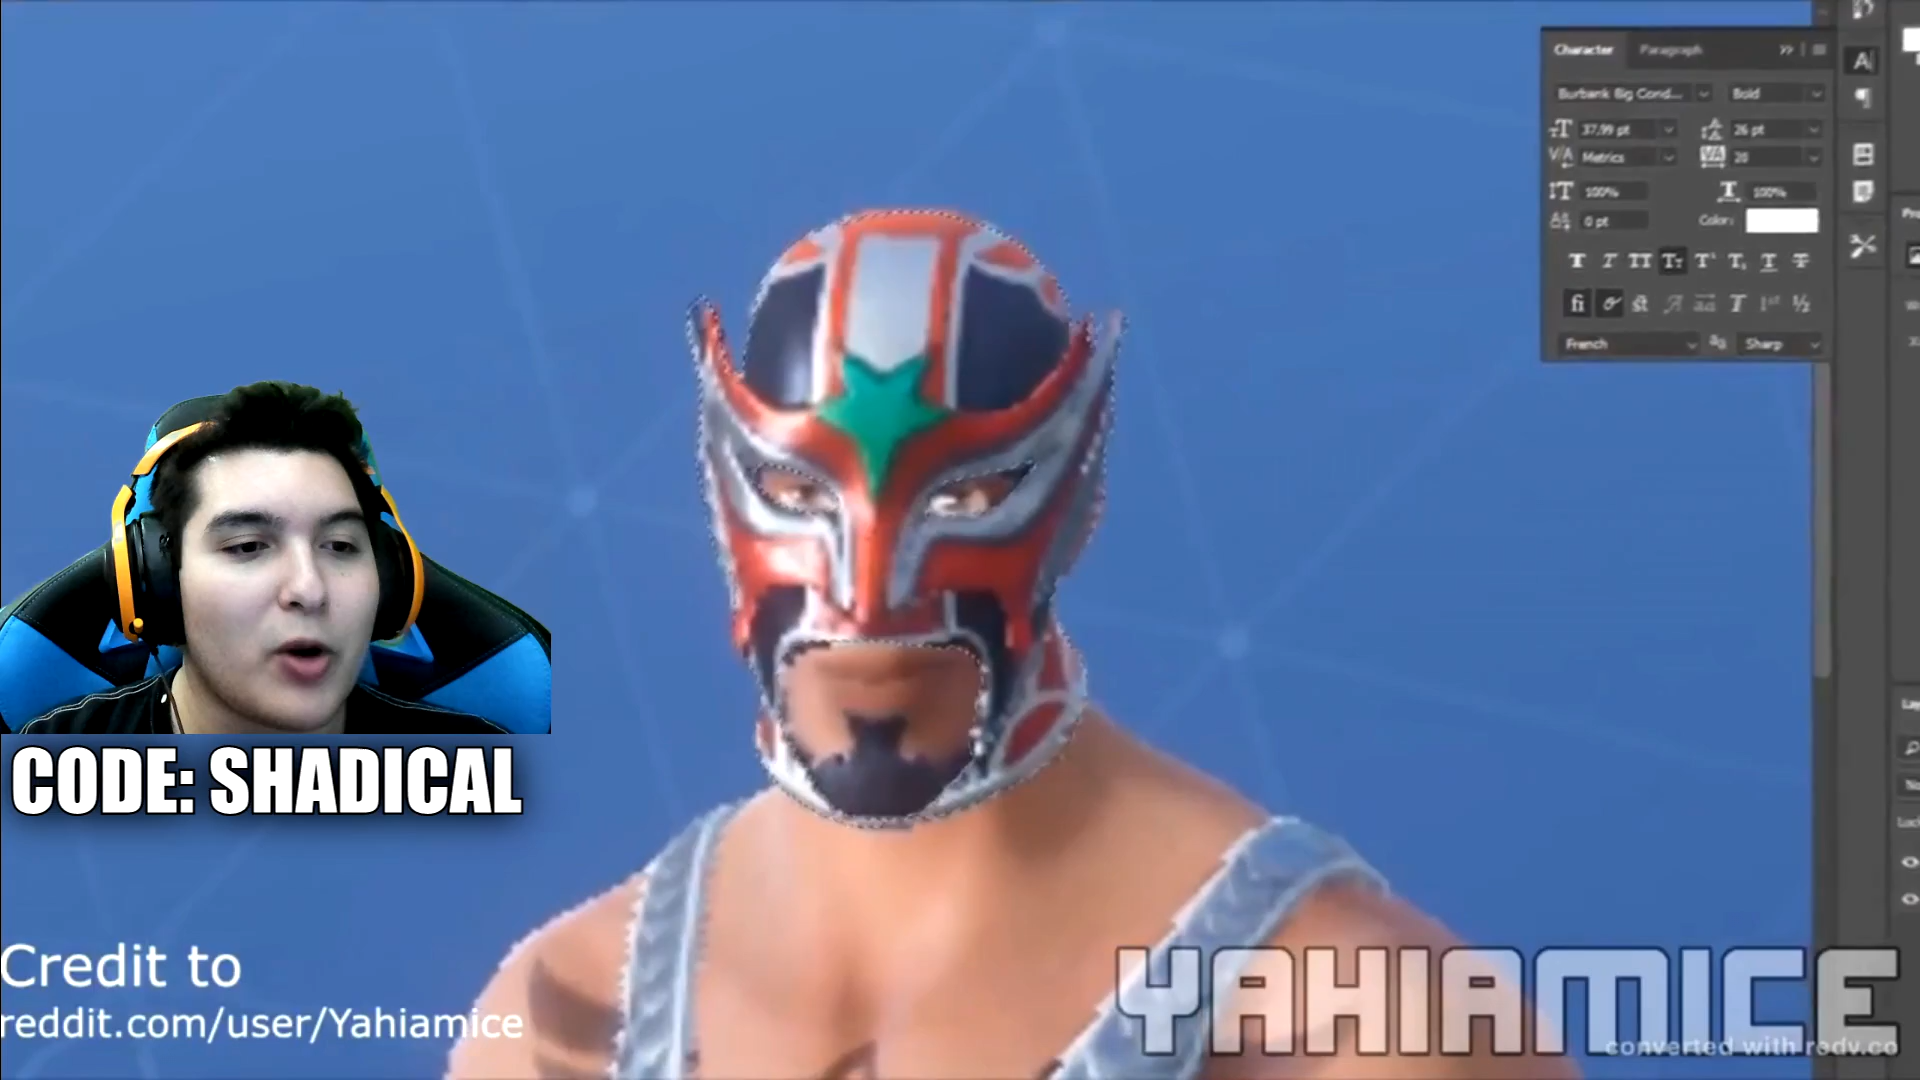 Character Paragraph
Burbank Big Cond... Bold
37.99 pt 26 pt
Metrics 20
100% 100%
0 pt Color:
French Sharp
CODE: SHADICAL
Credit to
reddit.com/user/Yahiamice
YAHIAMICE
converted with redv.co